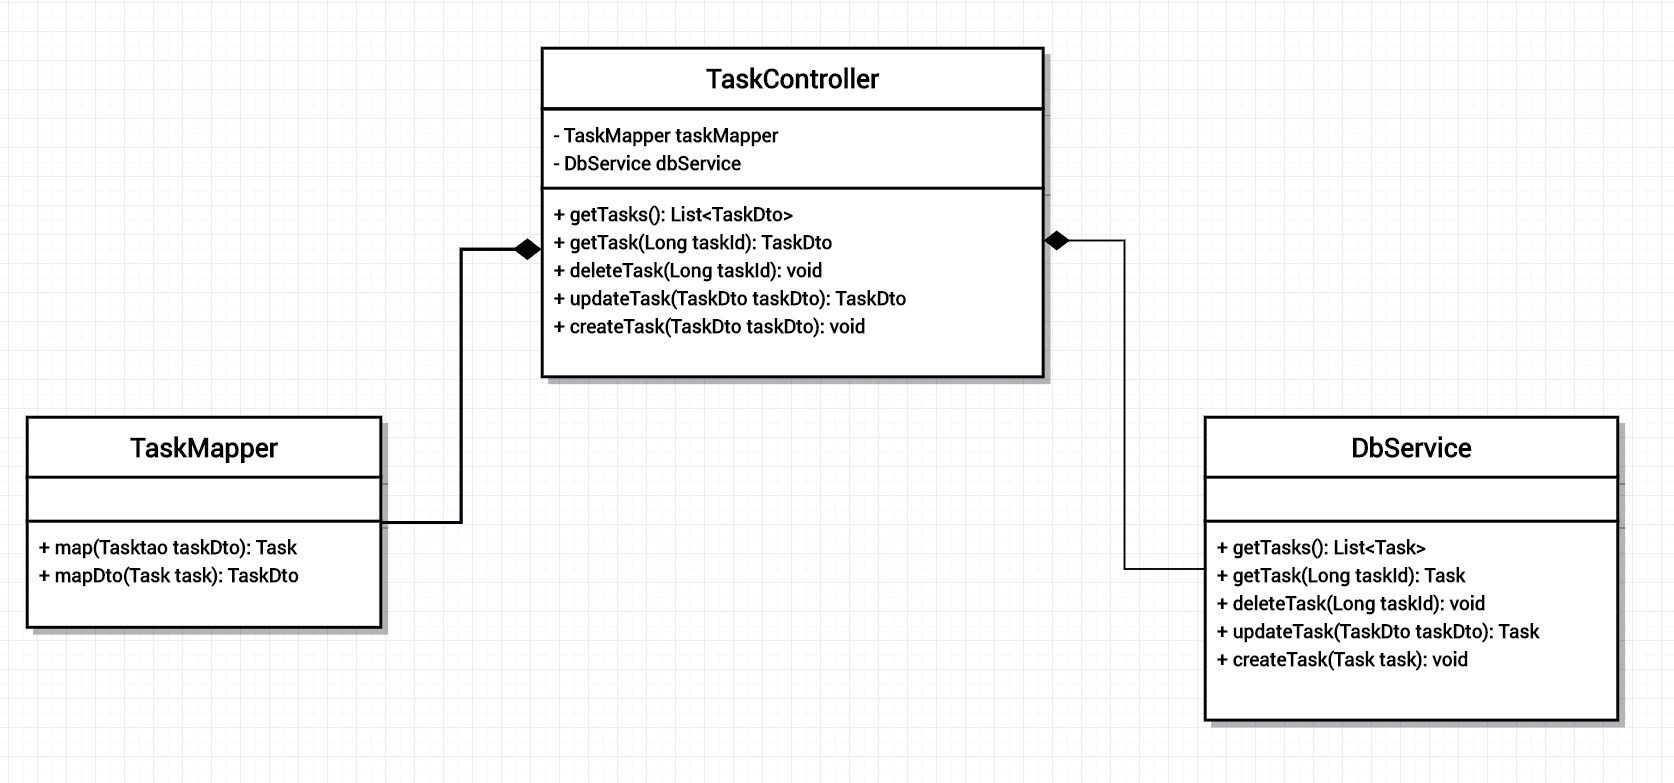 TaskController
- TaskMapper taskMapper
- DbService dbService
+ getTasks(): List<TaskDto>
+ getTask(Long taskId): TaskDto
+ deleteTask(Long taskId): void
+ updateTask(TaskDto taskDto): TaskDto
+ createTask(TaskDto taskDto): void
TaskMapper
+ map(Tasktao taskDto): Task
+ mapDto(Task task): TaskDto
DbService
+ getTasks(): List<Task>
+ getTask(Long taskId): Task
+ deleteTask(Long taskId): void
+ updateTask(TaskDto taskDto): Task
+ createTask(Task task): void